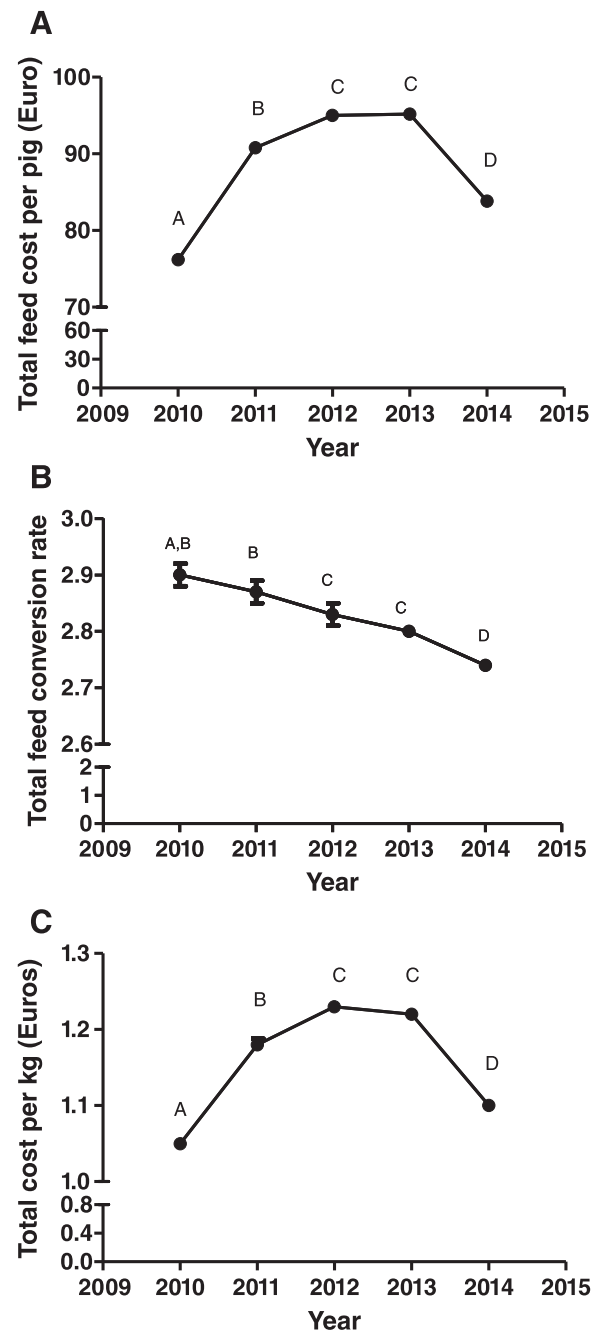 A
Total feed cost per pig (Euro)
100
90
80
70
60
30
0
A
B
C
C
D
2009 2010 2011 2012 2013 2014 2015
Year
B
Total feed conversion rate
3.0
2.9
2.8
2.7
2.6
2
1
0
A,B
B
C
C
D
2009 2010 2011 2012 2013 2014 2015
Year
C
Total cost per kg (Euros)
1.3
1.2
1.1
1.0
0.8
0.4
0.0
A
B
C
C
D
2009 2010 2011 2012 2013 2014 2015
Year